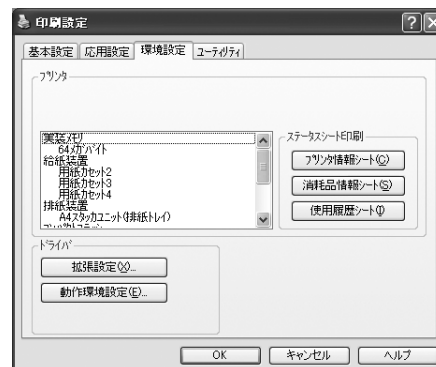 印刷設定
基本設定 応用設定 環境設定 ユーティリティ
プリンタ
実装メモリ
64メガバイト
給紙装置
用紙カセット2
用紙カセット3
用紙カセット4
排紙装置
A4スタッカユニット(排紙トレイ)
ステータスシート印刷
プリンタ情報シート(C)
消耗品情報シート(S)
使用履歴シート(I)
ドライバ
拡張設定(X)...
動作環境設定(E)...
OK キャンセル ヘルプ